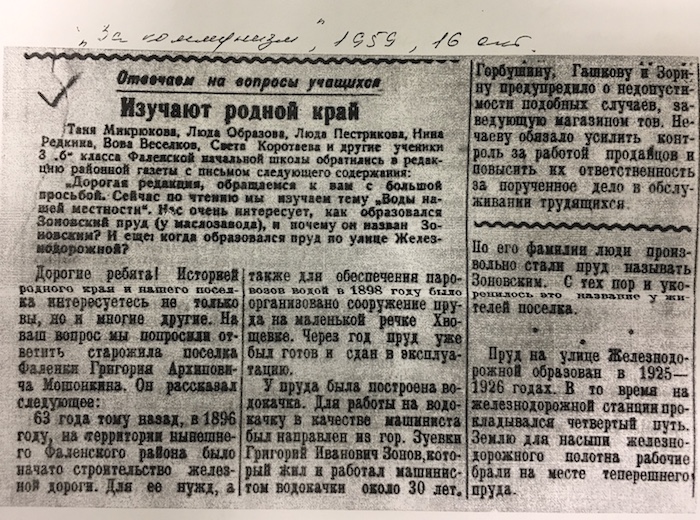 "За коммунизм", 1959, 16 окт.
Отвечаем на вопросы учащихся
Изучают родной край
Таня Микрюкова, Люда Образова, Люда Пестрикова, Нина
Редкина, Вова Веселков, Света Коротаева и другие ученики
3 „б" класса Фаленской начальной школы обратились в редак-
цию районной газеты с письмом следующего содержания:
„Дорогая редакция, обращаемся к вам с большой
просьбой. Сейчас по чтению мы изучаем тему „Воды на-
шей местности". Нас очень интересует, как образовался
Зоновский пруд (у маслозавода), и почему он назван Зо-
новским? И еще: когда образовался пруд по улице Желез-
нодорожной?
Дорогие ребята! Историей
родного края и нашего посел-
ка интересуетесь не только
вы, но и многие другие. На
ваш вопрос мы попросили от-
ветить старожила поселка
Фаленки Григория Архипови-
ча Мошонкина. Он рассказал
следующее:
63 года тому назад, в 1896
году, на территории нынешне-
го Фаленского района было
начато строительство желез-
ной дороги. Для ее нужд, а
также для обеспечения паро-
возов водой в 1898 году было
организовано сооружение пру-
да на маленькой речке Хво-
щевке. Через год пруд уже
был готов и сдан в эксплуа-
тацию.
У пруда была построена во-
докачка. Для работы на водо-
качку в качестве машиниста
был направлен из гор. Зуевки
Григорий Иванович Зонов, кото-
рый жил и работал машинис-
том водокачки около 30 лет.
Горбушину, Гашкову и Зори-
ну предупредило о недопусти-
мости подобных случаев, за-
ведующую магазином тов. Не-
чаеву обязало усилить конт-
роль за работой продавцов и
повысить их ответственность
за порученное дело в обслу-
живании трудящихся.
По его фамилии люди произ-
вольно стали пруд называть
Зоновским. С тех пор и уко-
ренилось это название у жи-
телей поселка.
* * *
Пруд на улице Железнодо-
рожной образован в 1925—
1926 годах. В то время на
железнодорожной станции про-
кладывался четвертый путь.
Землю для насыпи железно-
дорожного полотна рабочие
брали на месте теперешнего
пруда.